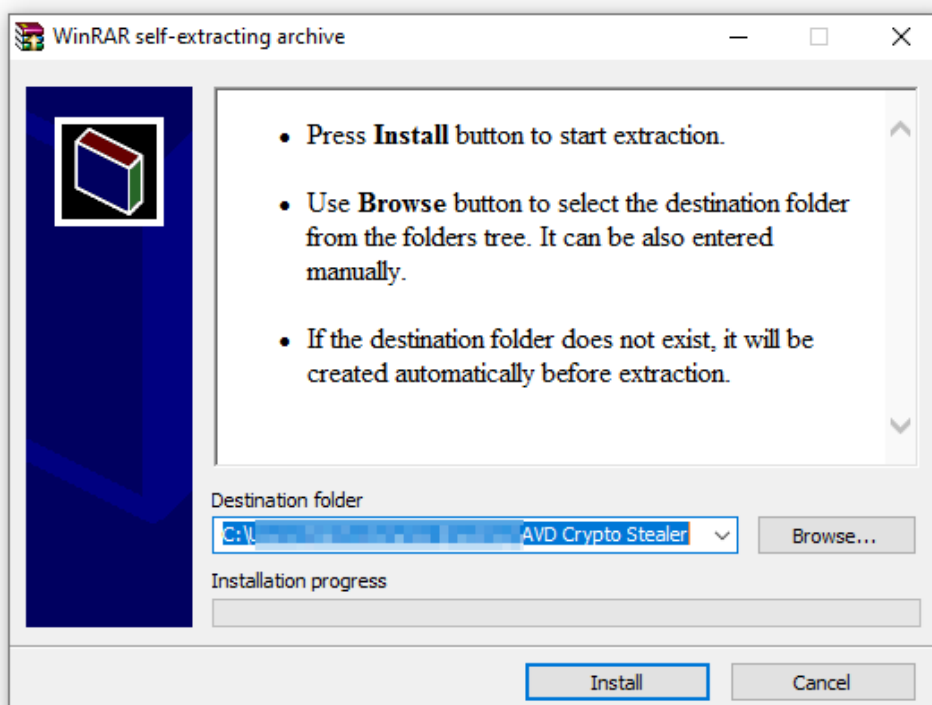 WinRAR self-extracting archive
Press Install button to start extraction.
Use Browse button to select the destination folder
from the folders tree. It can be also entered
manually.
If the destination folder does not exist, it will be
created automatically before extraction.
Destination folder
C:\ AVD Crypto Stealer
Browse...
Installation progress
Install
Cancel